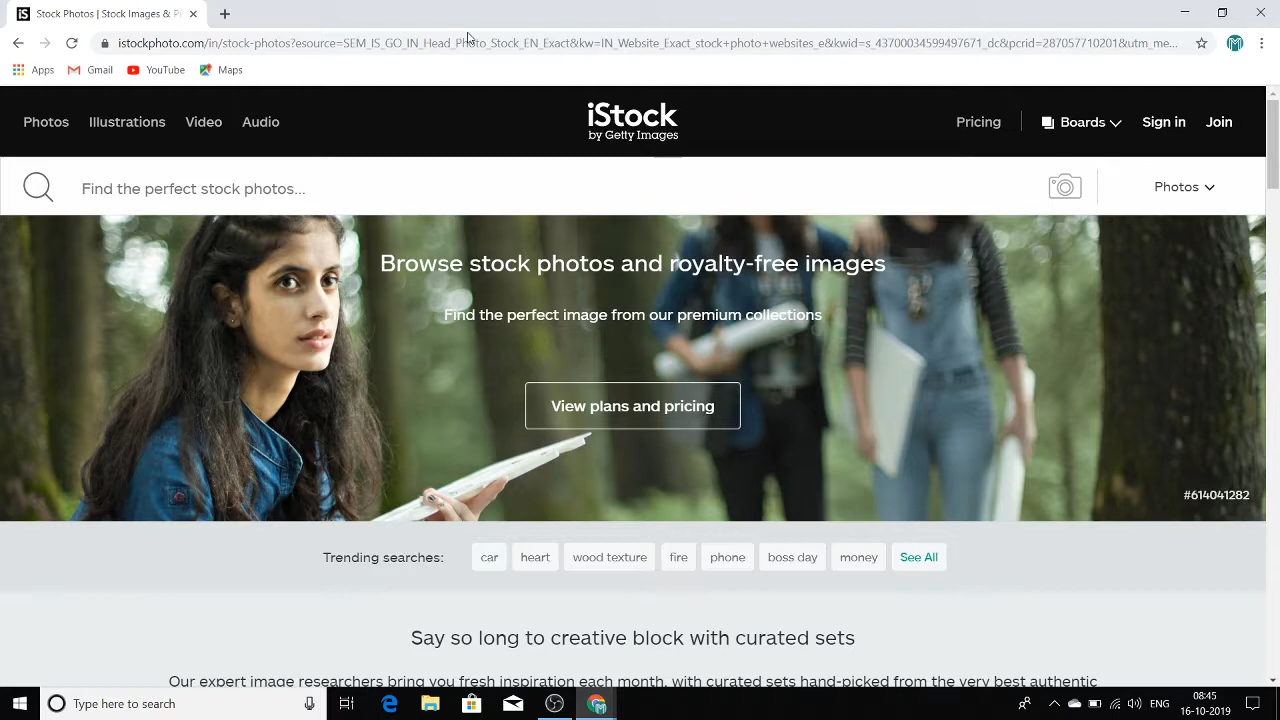 iS Stock Photos | Stock Images & Pi
istockphoto.com/in/stock-photos?esource=SEM_IS_GO_IN_Head_Photo_Stock_EN_Exact&kw=IN_Website_Exact_stock+photo+websites_e&kwid=s_43700034599497671_dc&pcrid=287057710201&utm_me...
Apps Gmail YouTube Maps
Photos Illustrations Video Audio
iStock
by Getty Images
Pricing Boards Sign in Join
Find the perfect stock photos...
Photos
Browse stock photos and royalty-free images
Find the perfect image from our premium collections
View plans and pricing
#614041282
Trending searches: car heart wood texture fire phone boss day money See All
Say so long to creative block with curated sets
Our expert image researchers bring you fresh inspiration each month, with curated sets hand-picked from the very best authentic
Type here to search
ENG
08:45
16-10-2019